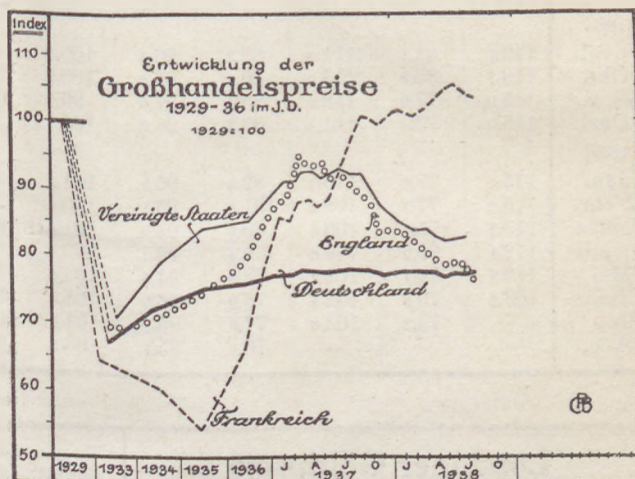 Index
Entwicklung der
Großhandelspreise
1929-36 im J.D.
1929=100
110
100
90
80
70
60
50
Vereinigte Staaten
England
Deutschland
Frankreich
1929 1933 1934 1935 1936 J A J O J A J
1937 1938